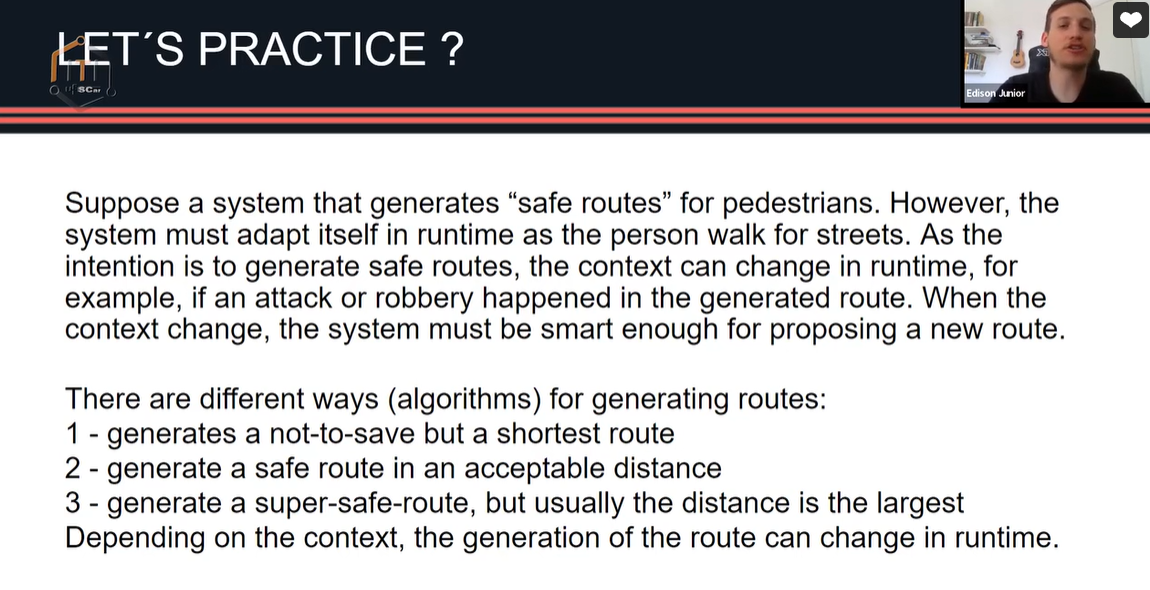 LET´S PRACTICE ?
SCar
Edison Junior
Suppose a system that generates “safe routes” for pedestrians. However, the
system must adapt itself in runtime as the person walk for streets. As the
intention is to generate safe routes, the context can change in runtime, for
example, if an attack or robbery happened in the generated route. When the
context change, the system must be smart enough for proposing a new route.
There are different ways (algorithms) for generating routes:
1 - generates a not-to-save but a shortest route
2 - generate a safe route in an acceptable distance
3 - generate a super-safe-route, but usually the distance is the largest
Depending on the context, the generation of the route can change in runtime.